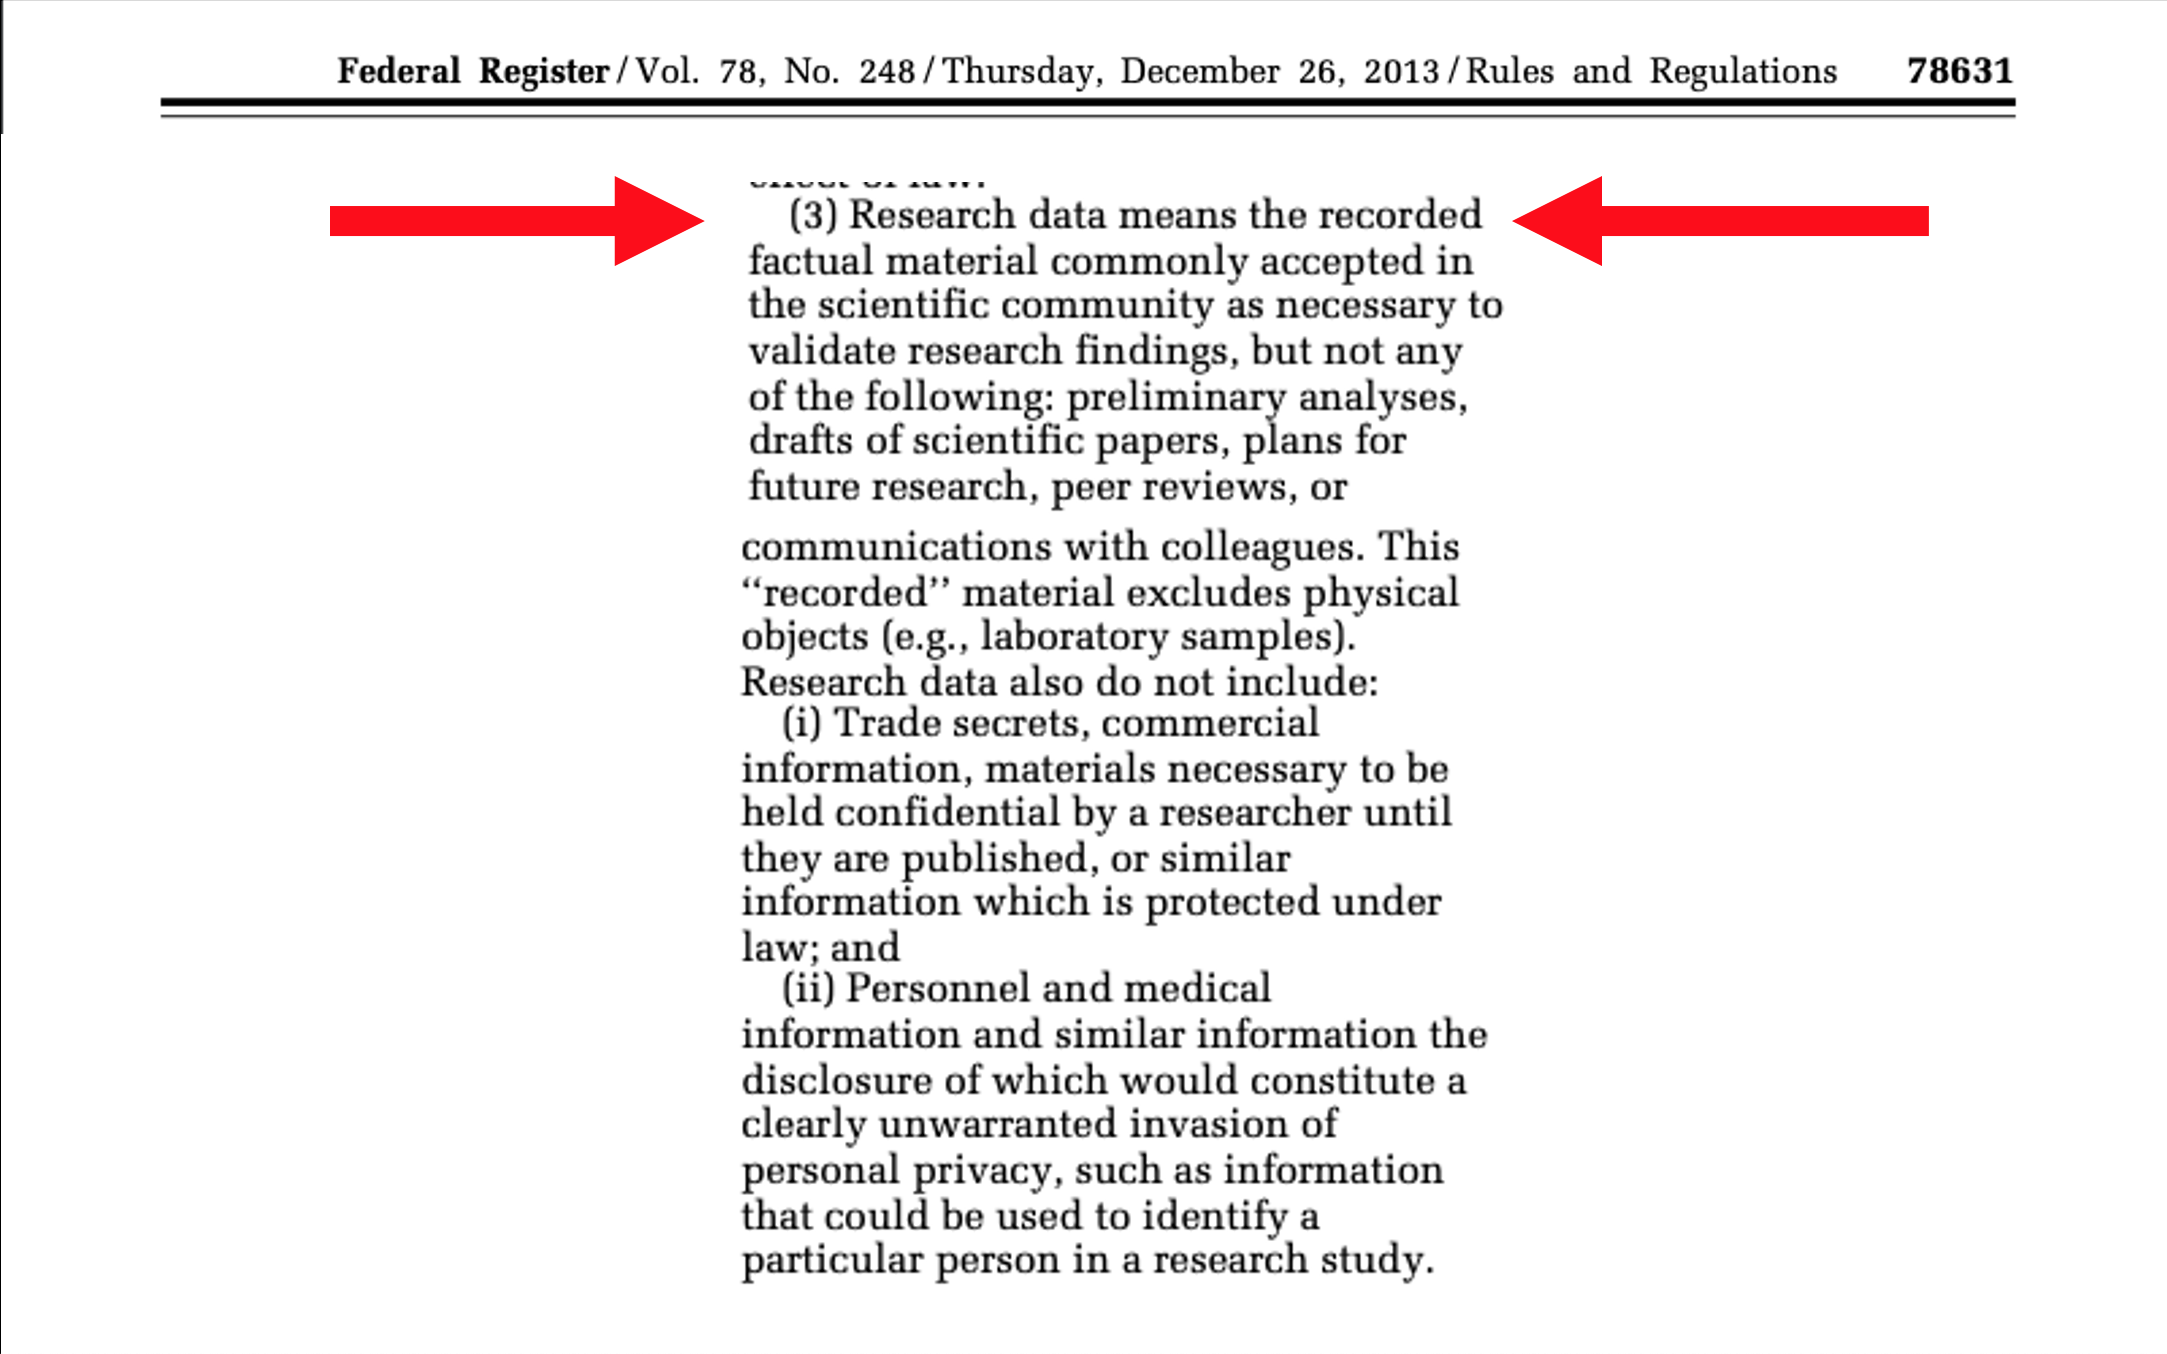 Federal Register / Vol. 78, No. 248 / Thursday, December 26, 2013 / Rules and Regulations 78631
(3) Research data means the recorded
factual material commonly accepted in
the scientific community as necessary to
validate research findings, but not any
of the following: preliminary analyses,
drafts of scientific papers, plans for
future research, peer reviews, or
communications with colleagues. This
‘‘recorded’’ material excludes physical
objects (e.g., laboratory samples).
Research data also do not include:
(i) Trade secrets, commercial
information, materials necessary to be
held confidential by a researcher until
they are published, or similar
information which is protected under
law; and
(ii) Personnel and medical
information and similar information the
disclosure of which would constitute a
clearly unwarranted invasion of
personal privacy, such as information
that could be used to identify a
particular person in a research study.